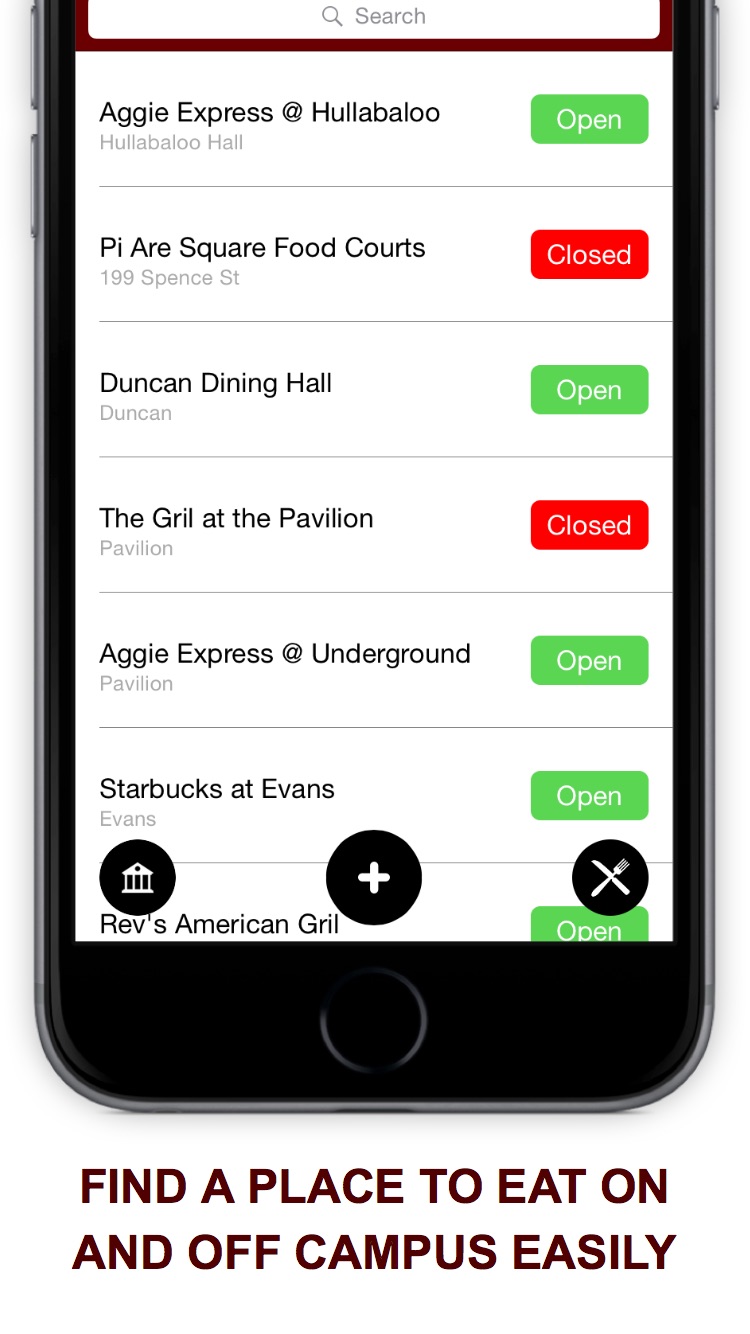 Search
Aggie Express @ Hullabaloo
Hullabaloo Hall
Open
Pi Are Square Food Courts
199 Spence St
Closed
Duncan Dining Hall
Duncan
Open
The Gril at the Pavilion
Pavilion
Closed
Aggie Express @ Underground
Pavilion
Open
Starbucks at Evans
Evans
Open
Rev's American Gril
Open
FIND A PLACE TO EAT ON
AND OFF CAMPUS EASILY